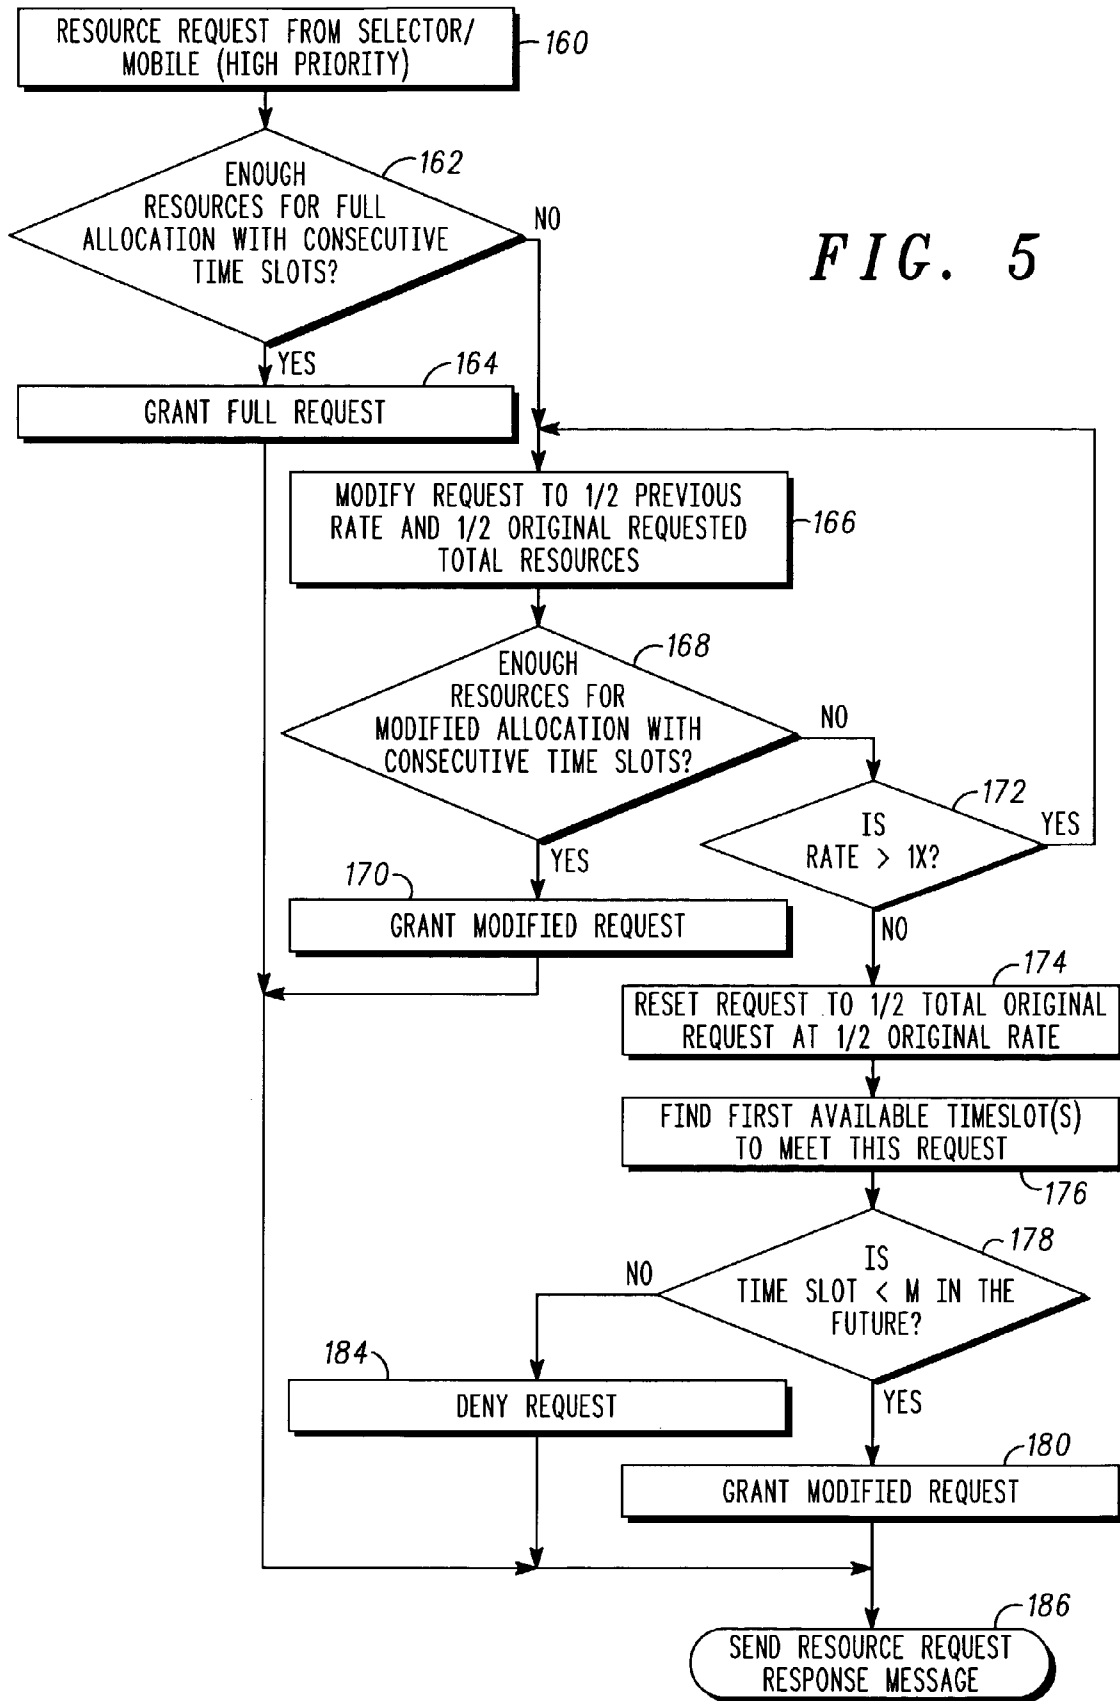 RESOURCE REQUEST FROM SELECTOR/
MOBILE (HIGH PRIORITY)
160
ENOUGH
RESOURCES FOR FULL
ALLOCATION WITH CONSECUTIVE
TIME SLOTS?
162
NO
FIG. 5
YES
164
GRANT FULL REQUEST
MODIFY REQUEST TO 1/2 PREVIOUS
RATE AND 1/2 ORIGINAL REQUESTED
TOTAL RESOURCES
166
168
ENOUGH
RESOURCES FOR
MODIFIED ALLOCATION WITH
CONSECUTIVE TIME SLOTS?
NO
172
IS
RATE > 1X?
YES
YES
170
GRANT MODIFIED REQUEST
NO
174
RESET REQUEST TO 1/2 TOTAL ORIGINAL
REQUEST AT 1/2 ORIGINAL RATE
FIND FIRST AVAILABLE TIMESLOT(S)
TO MEET THIS REQUEST
176
178
IS
TIME SLOT < M IN THE
FUTURE?
NO
184
DENY REQUEST
YES
180
GRANT MODIFIED REQUEST
186
SEND RESOURCE REQUEST
RESPONSE MESSAGE